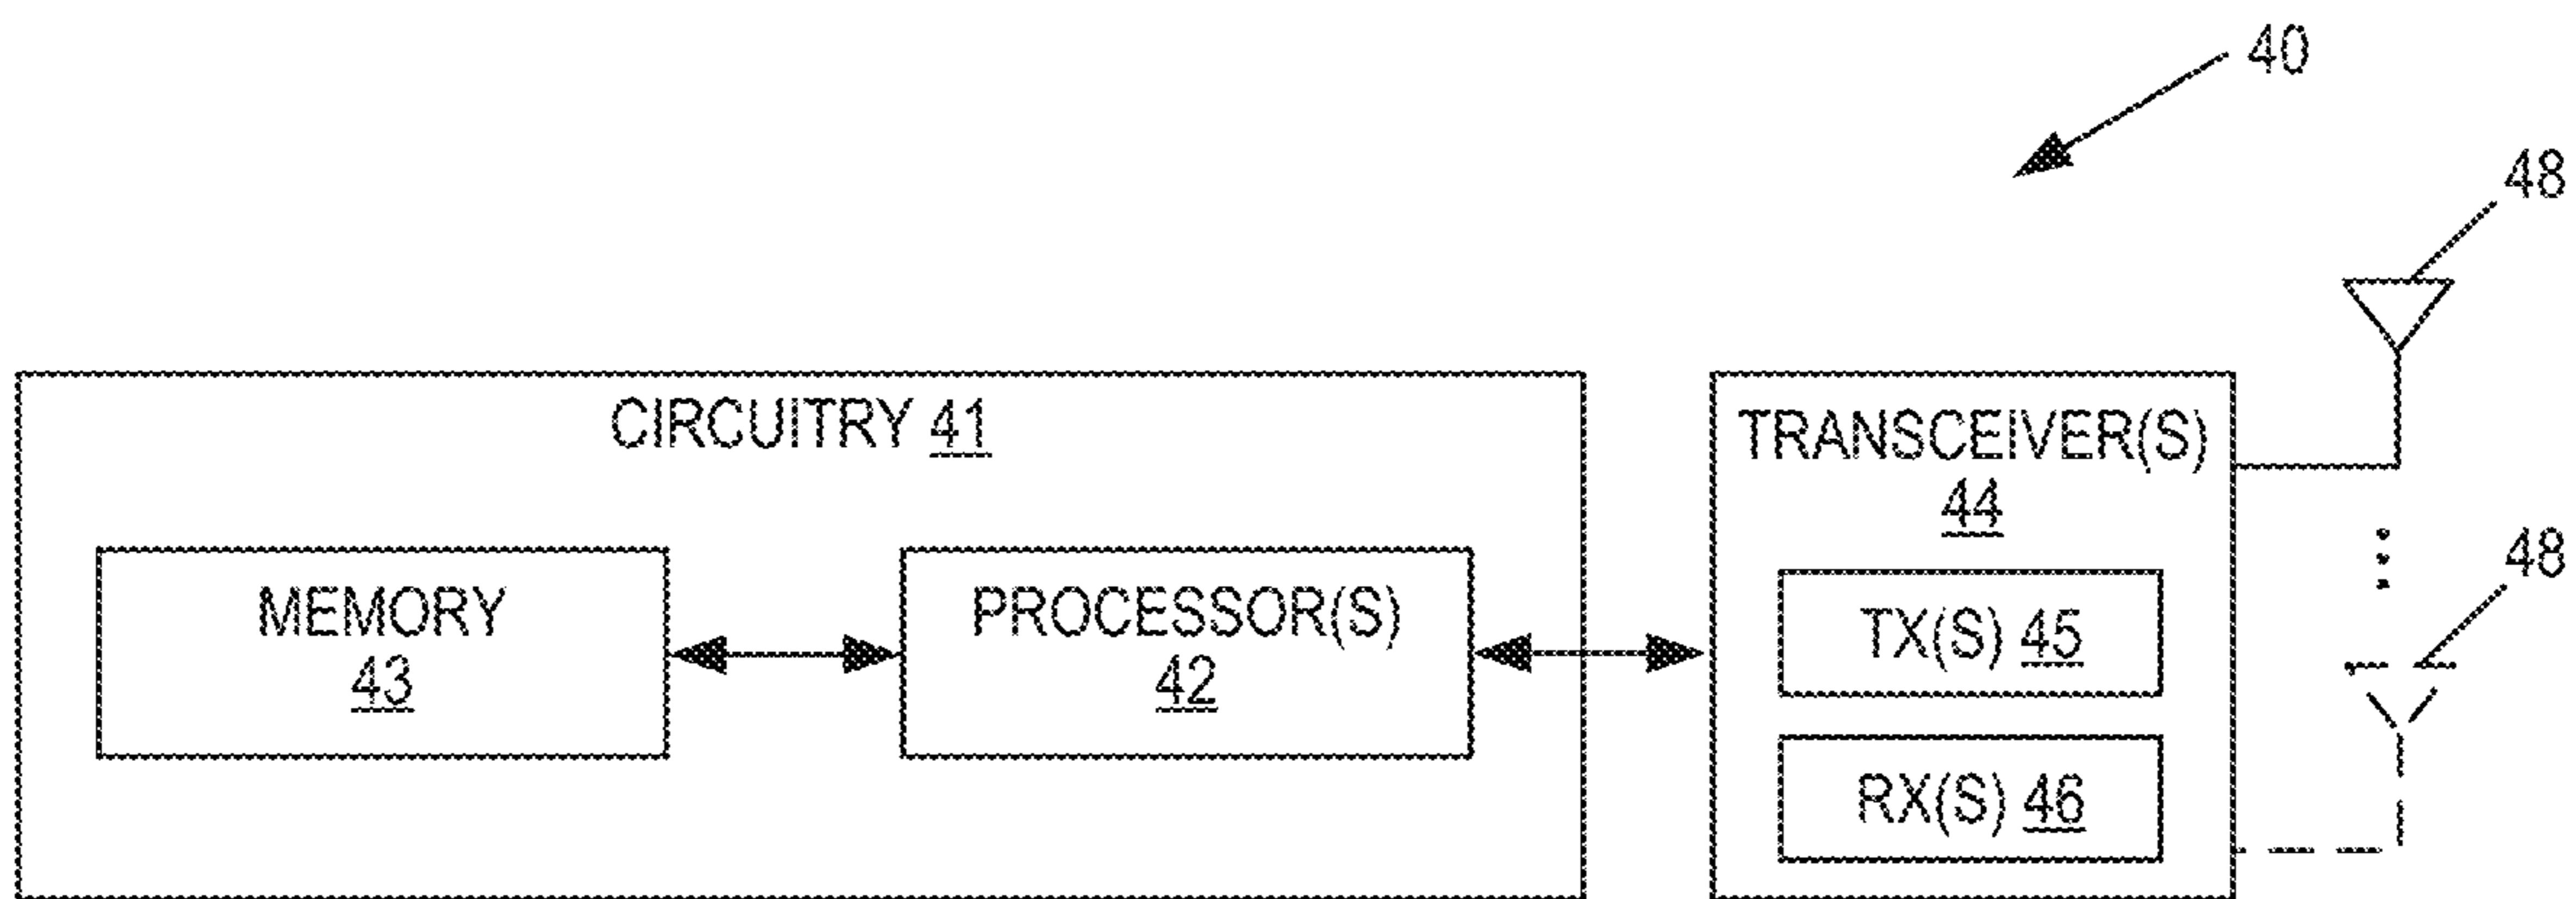 40
48
CIRCUITRY 41
TRANSCEIVER(S)
44
MEMORY
43
PROCESSOR(S)
42
TX(S) 45
RX(S) 46
48